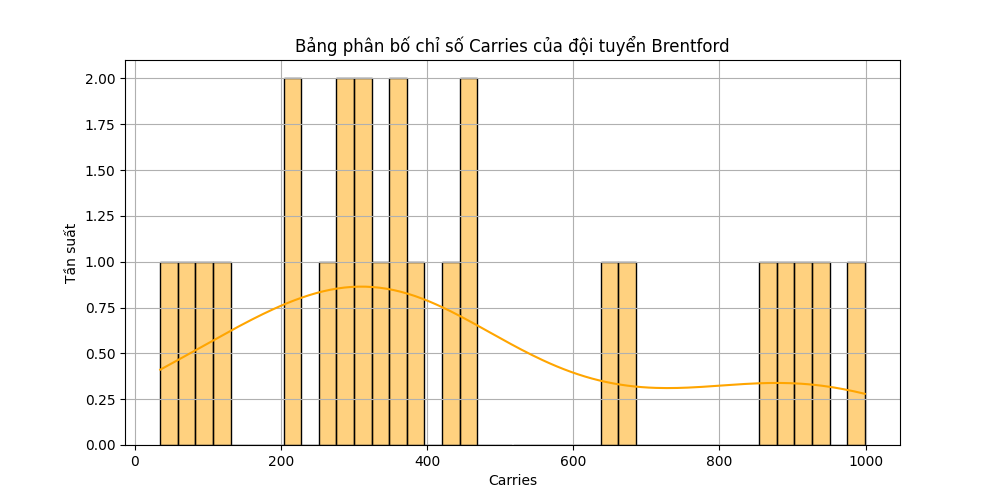 Bảng phân bố chỉ số Carries của đội tuyển Brentford
2.00
1.75
1.50
1.25
1.00
0.75
0.50
0.25
0.00
Tần suất
0 200 400 600 800 1000
Carries